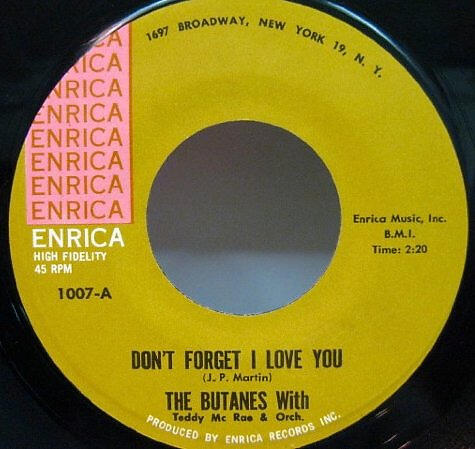 1697 BROADWAY, NEW YORK 19, N. Y.
CA
ENRICA
ENRICA
ENRICA
ENRICA
ENRICA
ENRICA
ENRICA
ENRICA
HIGH FIDELITY
45 RPM
1007-A
Enrica Music, Inc.
B.M.I.
Time: 2:20
DON'T FORGET I LOVE YOU
(J. P. Martin)
THE BUTANES With
Teddy Mc Rae & Orch.
PRODUCED BY ENRICA RECORDS INC.